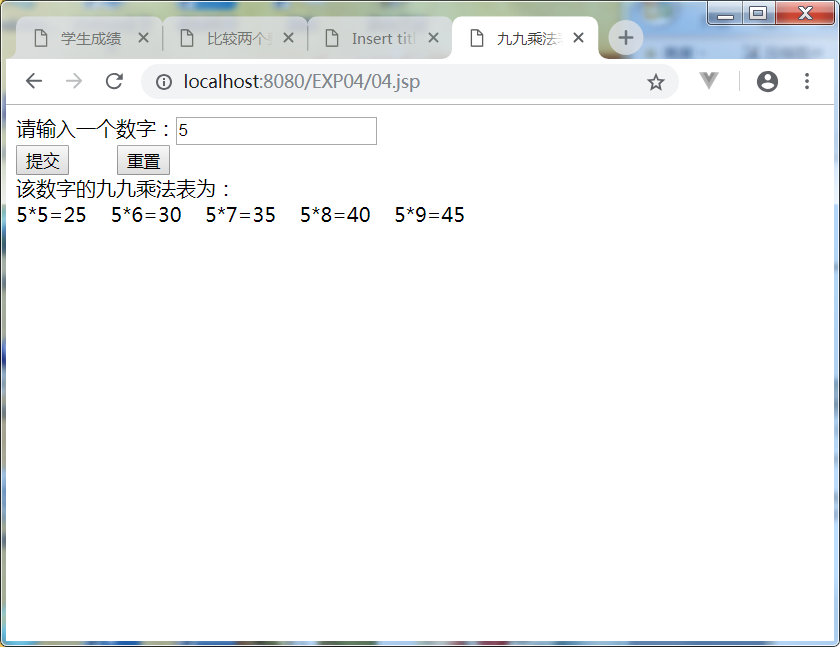 学生成绩
比较两个
Insert titl
九九乘法
localhost:8080/EXP04/04.jsp
请输入一个数字：5
提交 重置
该数字的九九乘法表为：
5*5=25 5*6=30 5*7=35 5*8=40 5*9=45